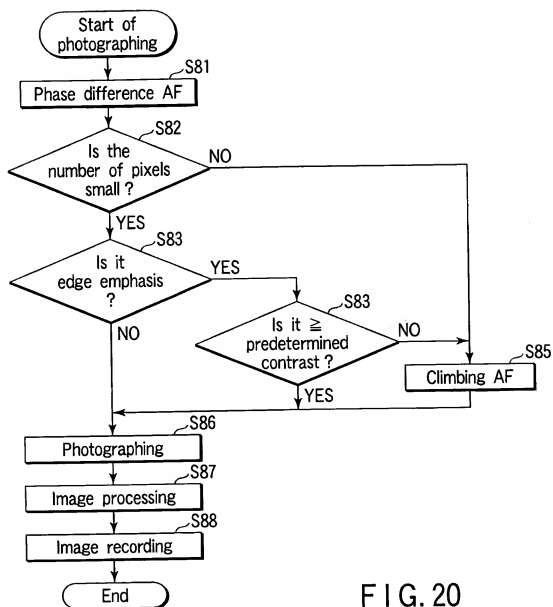 Start of
photographing
S81
Phase difference AF
S82
Is the
number of pixels
small ?
NO
YES
S83
Is it
edge emphasis
?
YES
NO
S83
Is it ≧
predetermined
contrast ?
NO
YES
S85
Climbing AF
S86
Photographing
S87
Image processing
S88
Image recording
End
FIG. 20